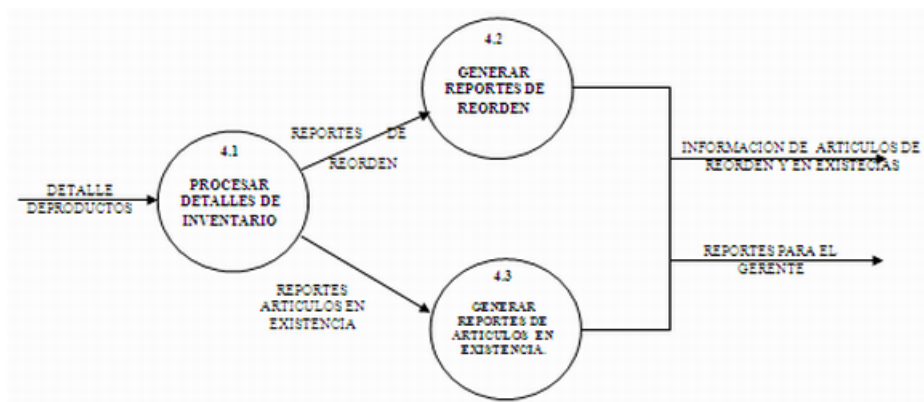 4.2
GENERAR
REPORTES DE
REORDEN
REPORTES DE
REORDEN
4.1
PROCESAR
DETALLES DE
INVENTARIO
DETALLE
DEPRODUCTOS
INFORMACIÓN DE ARTICULOS DE
REORDEN Y EN EXISTECIAS
REPORTES PARA EL
GERENTE
REPORTES
ARTICULOS EN
EXISTENCIA
4.3
GENERAR
REPORTES DE
ARTICULOS EN
EXISTENCIA.